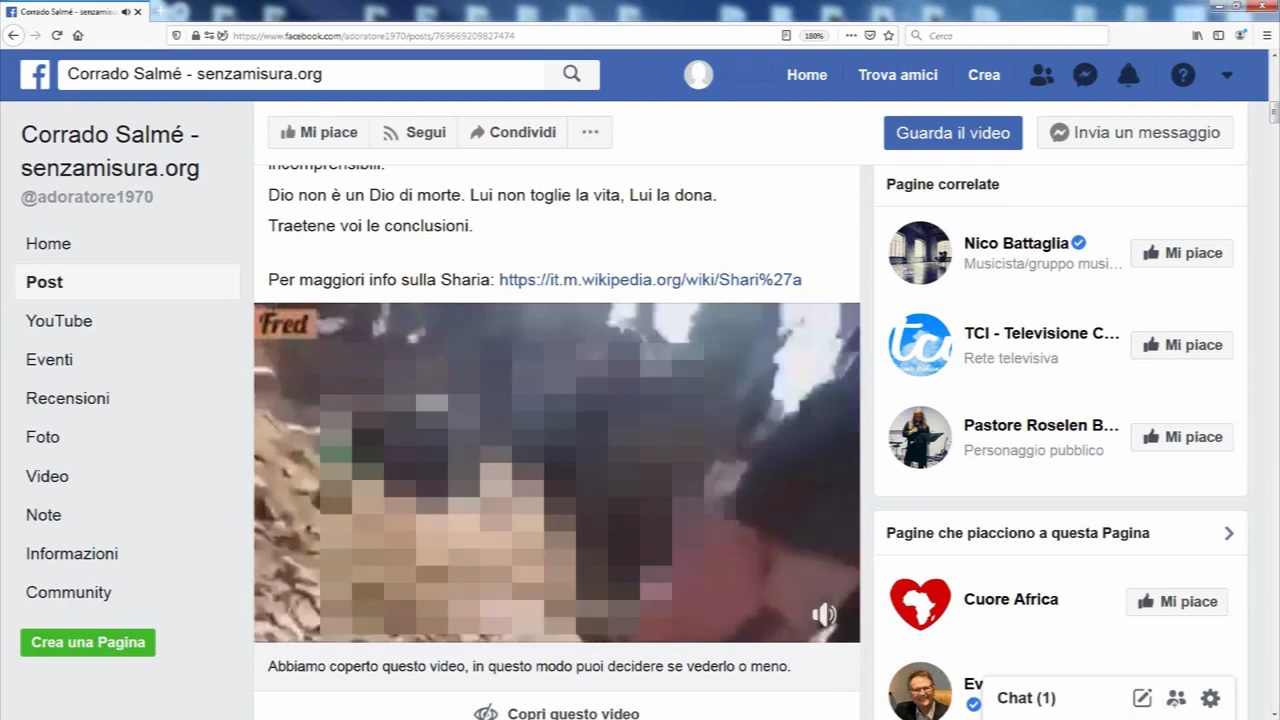 Corrado Salmé - senzamisura.o
https://www.facebook.com/adoratore1970/posts/769669209827474
180%
Cerca
Corrado Salmé - senzamisura.org
Home
Trova amici
Crea
Corrado Salmé -
senzamisura.org
@adoratore1970
Home
Post
YouTube
Eventi
Recensioni
Foto
Video
Note
Informazioni
Community
Crea una Pagina
Mi piace
Segui
Condividi
Guarda il video
Invia un messaggio
incomprensibili.
Dio non è un Dio di morte. Lui non toglie la vita, Lui la dona.
Traetene voi le conclusioni.
Per maggiori info sulla Sharia: https://it.m.wikipedia.org/wiki/Shari%27a
Fred
Abbiamo coperto questo video, in questo modo puoi decidere se vederlo o meno.
Copri questo video
Pagine correlate
Nico Battaglia
Musicista/gruppo musi...
Mi piace
tc
TCI - Televisione C...
Rete televisiva
Mi piace
Pastore Roselen B...
Personaggio pubblico
Mi piace
Pagine che piacciono a questa Pagina
Cuore Africa
Mi piace
Ev
Chat (1)